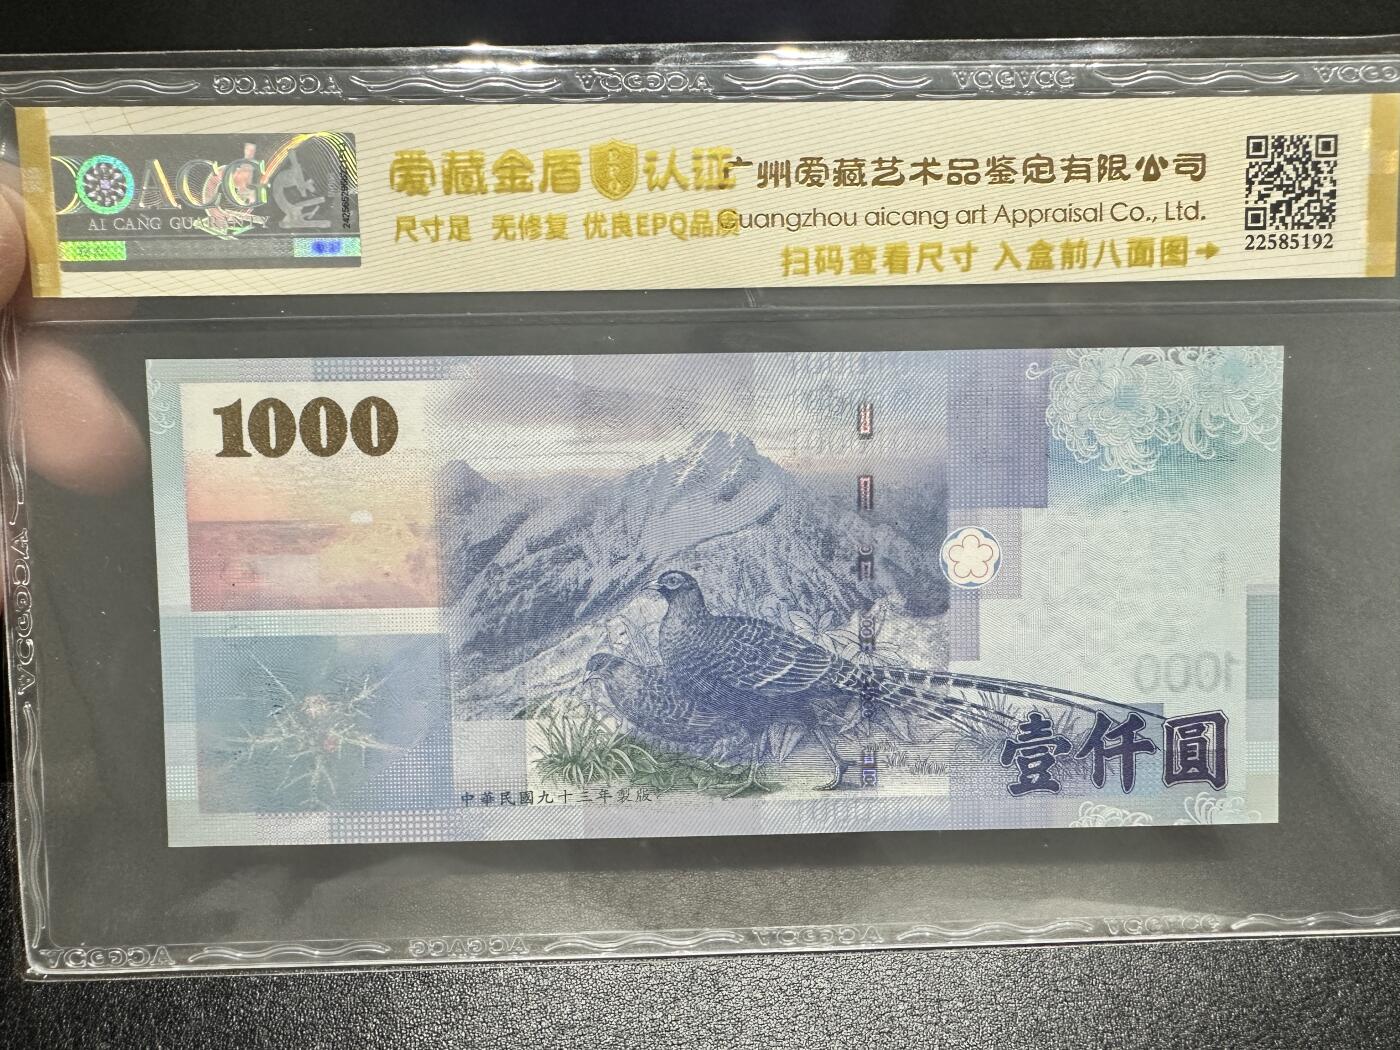 ACG
AI CANG GUARENTY
爱藏金盾 认证
尺寸足 无修复 优良EPQ品质
广州爱藏艺术品鉴定有限公司
Guangzhou aicang art Appraisal Co., Ltd.
扫码查看尺寸 入盒前八面图
22585192
1000
1000
壹仟圓
中華民國九十三年製版